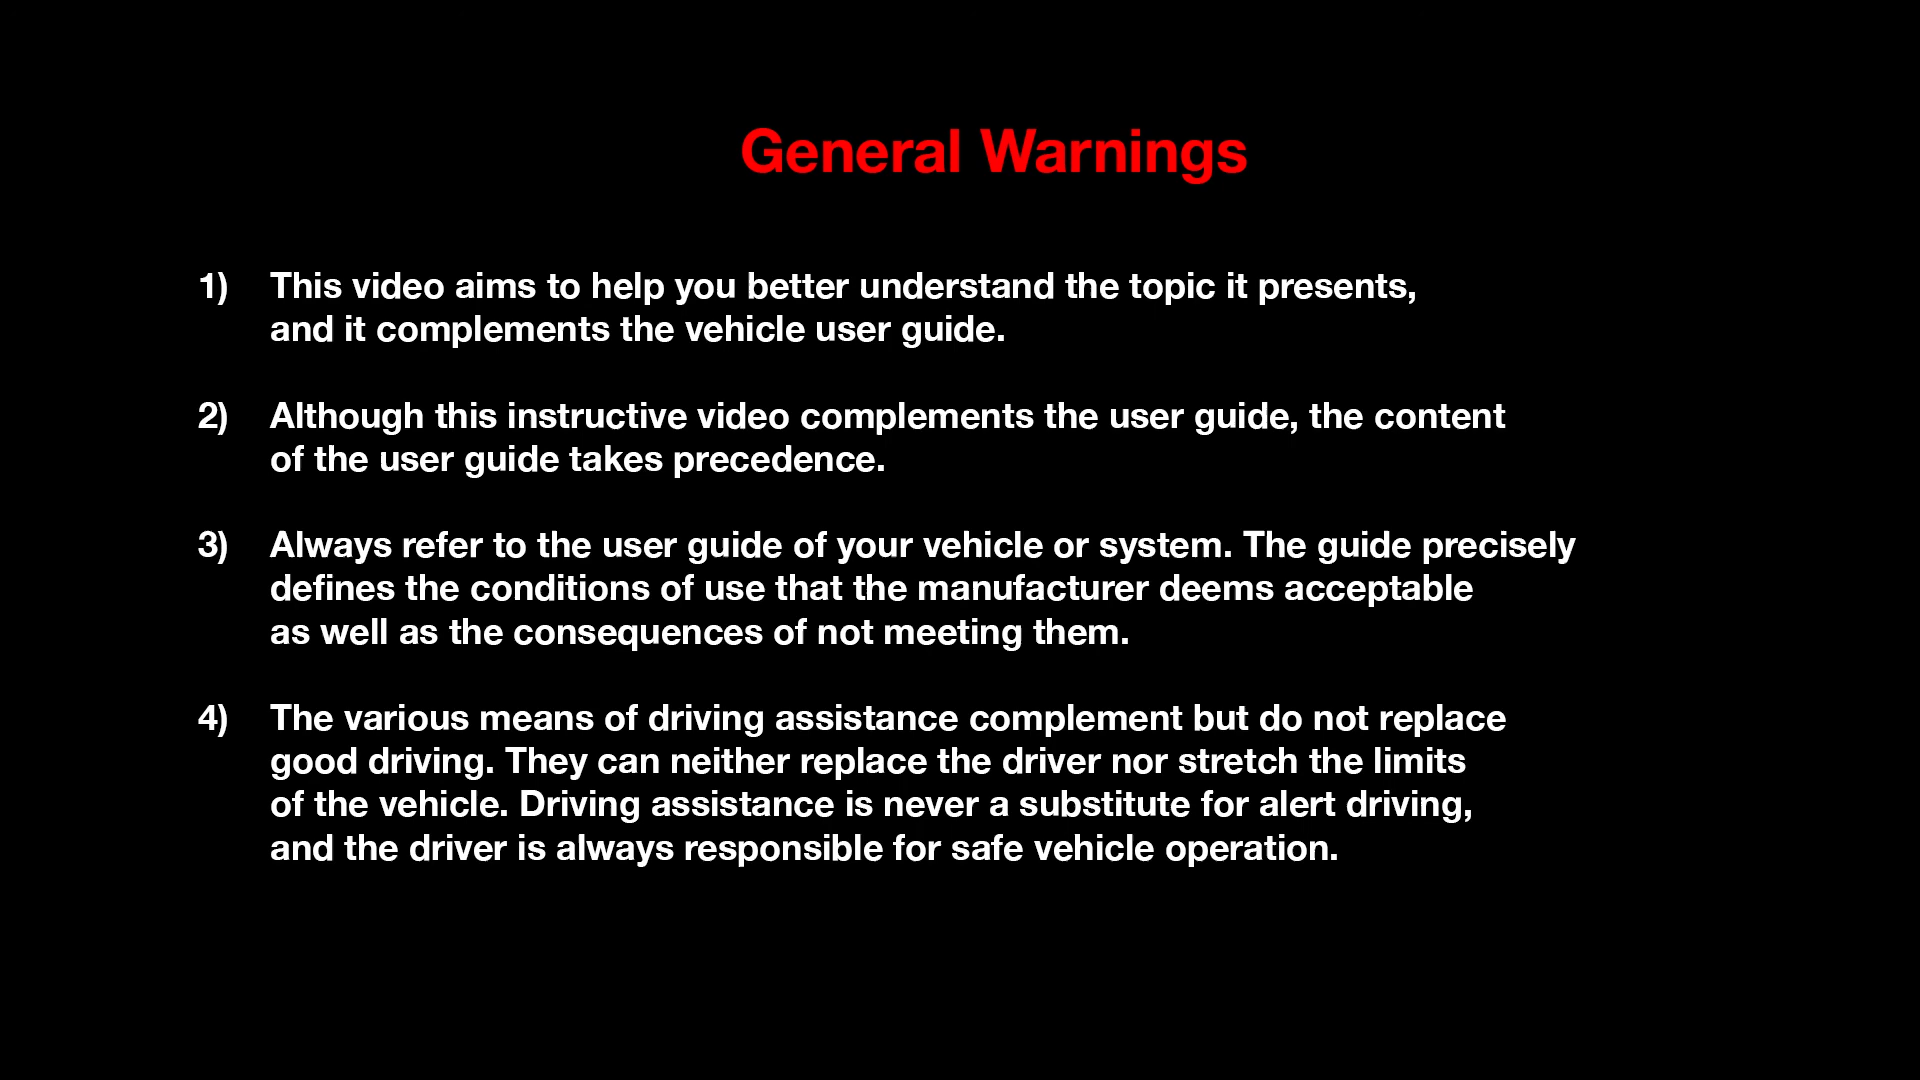 General Warnings
1) This video aims to help you better understand the topic it presents,
and it complements the vehicle user guide.
2) Although this instructive video complements the user guide, the content
of the user guide takes precedence.
3) Always refer to the user guide of your vehicle or system. The guide precisely
defines the conditions of use that the manufacturer deems acceptable
as well as the consequences of not meeting them.
4) The various means of driving assistance complement but do not replace
good driving. They can neither replace the driver nor stretch the limits
of the vehicle. Driving assistance is never a substitute for alert driving,
and the driver is always responsible for safe vehicle operation.